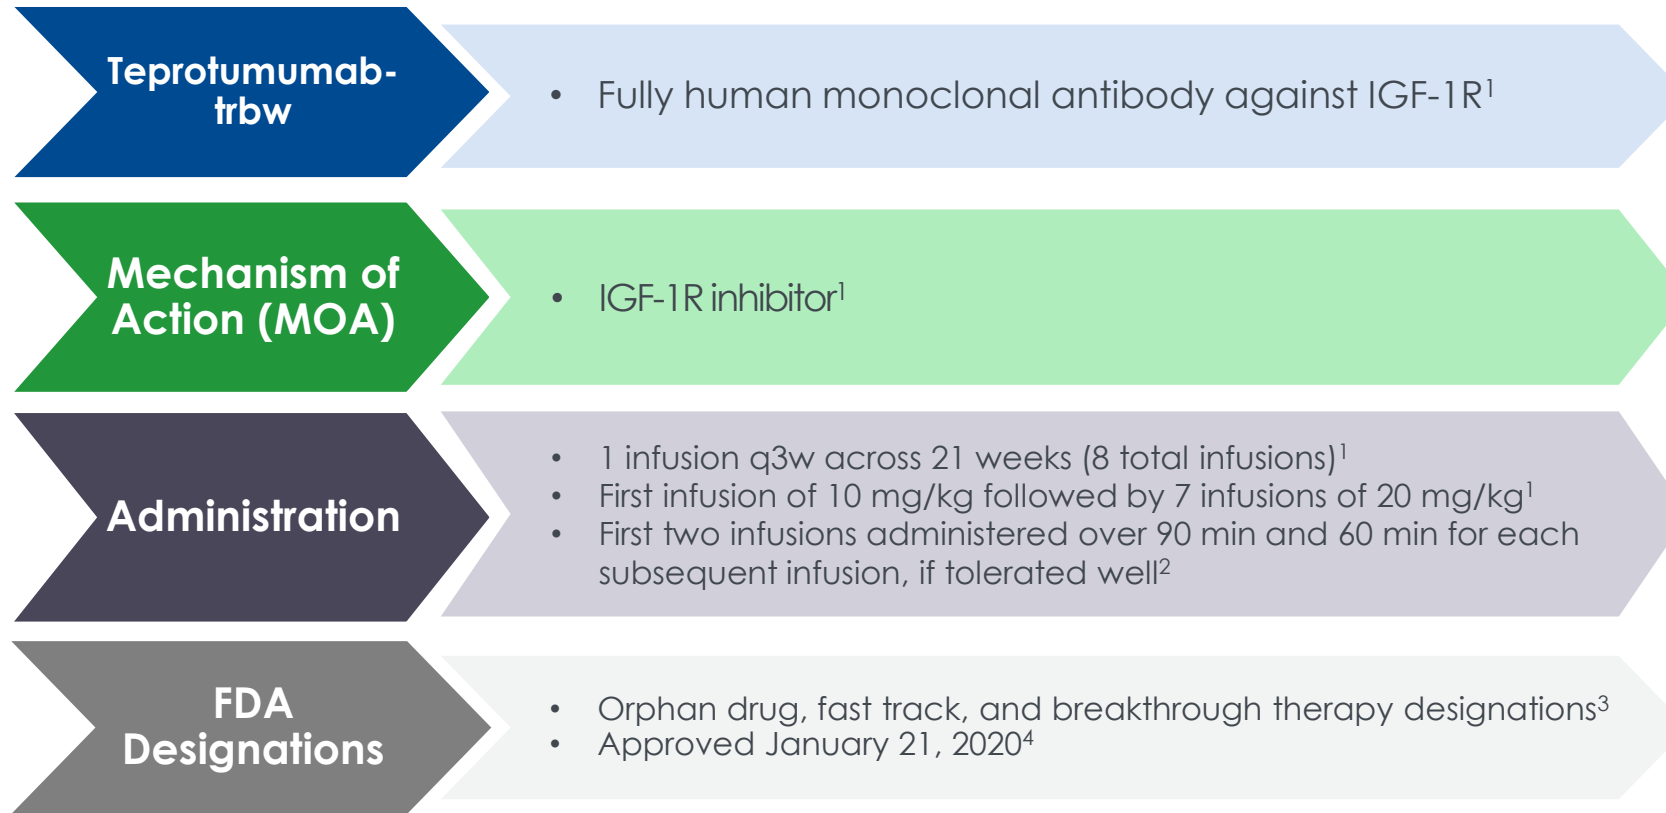 Teprotumumab-
trbw
• Fully human monoclonal antibody against IGF-1R¹
Mechanism of
Action (MOA)
• IGF-1R inhibitor¹
Administration
• 1 infusion q3w across 21 weeks (8 total infusions)¹
• First infusion of 10 mg/kg followed by 7 infusions of 20 mg/kg¹
• First two infusions administered over 90 min and 60 min for each
subsequent infusion, if tolerated well²
FDA
Designations
• Orphan drug, fast track, and breakthrough therapy designations³
• Approved January 21, 2020⁴